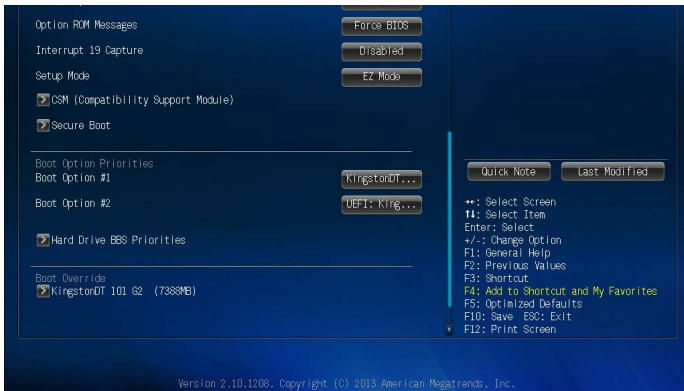 Option ROM Messages Force BIOS
Interrupt 19 Capture Disabled
Setup Mode EZ Mode
CSM (Compatibility Support Module)
Secure Boot
Boot Option Priorities
Boot Option #1 KingstonDT...
Boot Option #2 UEFI: King...
Hard Drive BBS Priorities
Boot Override
KingstonDT 101 G2 (7388MB)
Quick Note Last Modified
→←: Select Screen
↑↓: Select Item
Enter: Select
+/-: Change Option
F1: General Help
F2: Previous Values
F3: Shortcut
F4: Add to Shortcut and My Favorites
F5: Optimized Defaults
F10: Save ESC: Exit
F12: Print Screen
Version 2.10.1208. Copyright (C) 2013 American Megatrends, Inc.